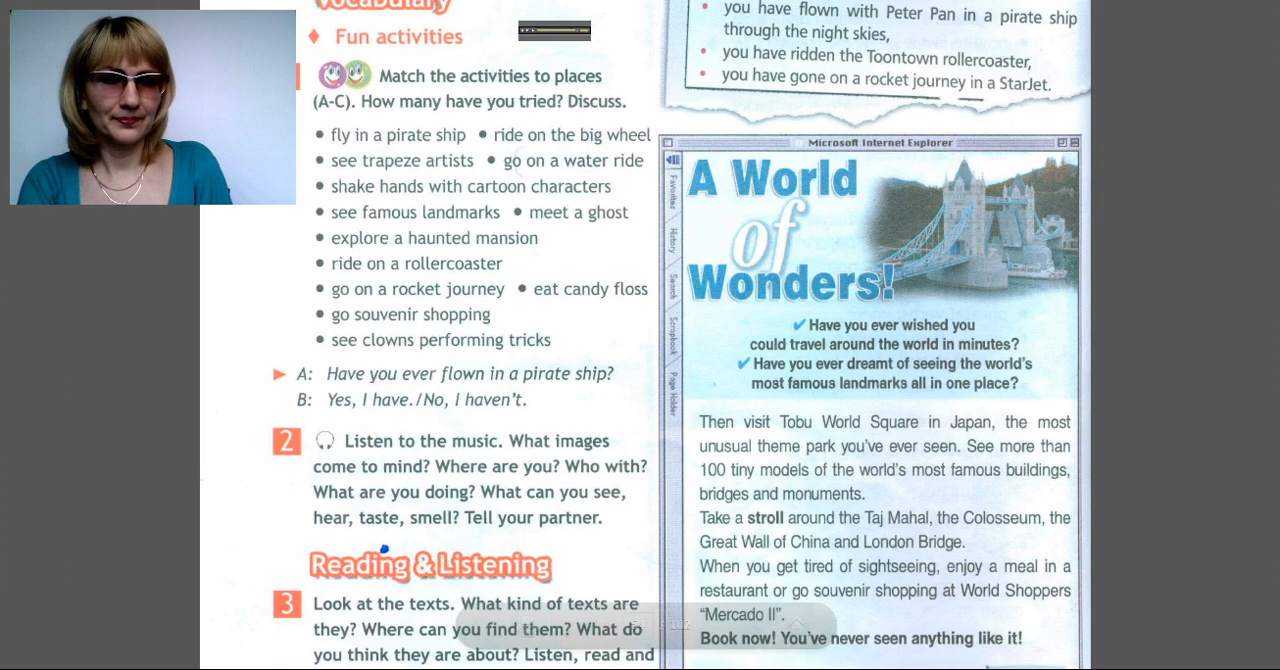 Vocabulary
Fun activities
Match the activities to places
(A-C). How many have you tried? Discuss.
• fly in a pirate ship • ride on the big wheel
• see trapeze artists • go on a water ride
• shake hands with cartoon characters
• see famous landmarks • meet a ghost
• explore a haunted mansion
• ride on a rollercoaster
• go on a rocket journey • eat candy floss
• go souvenir shopping
• see clowns performing tricks
A: Have you ever flown in a pirate ship?
B: Yes, I have./No, I haven't.
2 Listen to the music. What images
come to mind? Where are you? Who with?
What are you doing? What can you see,
hear, taste, smell? Tell your partner.
Reading & Listening
3 Look at the texts. What kind of texts are
they? Where can you find them? What do
you think they are about? Listen, read and
• you have flown with Peter Pan in a pirate ship
through the night skies,
• you have ridden the Toontown rollercoaster,
• you have gone on a rocket journey in a StarJet.
Microsoft Internet Explorer
Favorites
History
Search
Scrapbook
Page Holder
A World
of
Wonders!
✓ Have you ever wished you
could travel around the world in minutes?
✓ Have you ever dreamt of seeing the world's
most famous landmarks all in one place?
Then visit Tobu World Square in Japan, the most
unusual theme park you've ever seen. See more than
100 tiny models of the world's most famous buildings,
bridges and monuments.
Take a stroll around the Taj Mahal, the Colosseum, the
Great Wall of China and London Bridge.
When you get tired of sightseeing, enjoy a meal in a
restaurant or go souvenir shopping at World Shoppers
"Mercado II".
Book now! You've never seen anything like it!